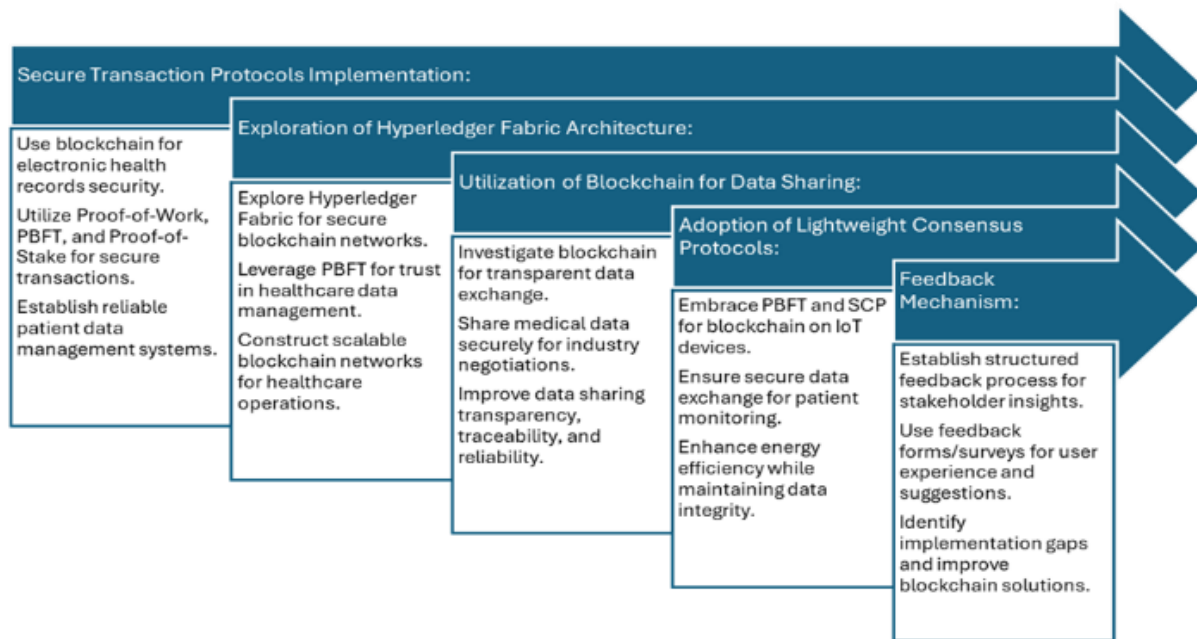 Secure Transaction Protocols Implementation:
Use blockchain for
electronic health
records security.
Utilize Proof-of-Work,
PBFT, and Proof-of-
Stake for secure
transactions.
Establish reliable
patient data
management systems.
Exploration of Hyperledger Fabric Architecture:
Explore Hyperledger
Fabric for secure
blockchain networks.
Leverage PBFT for trust
in healthcare data
management.
Construct scalable
blockchain networks
for healthcare
operations.
Utilization of Blockchain for Data Sharing:
Investigate blockchain
for transparent data
exchange.
Share medical data
securely for industry
negotiations.
Improve data sharing
transparency,
traceability, and
reliability.
Adoption of Lightweight Consensus
Protocols:
Embrace PBFT and SCP
for blockchain on IoT
devices.
Ensure secure data
exchange for patient
monitoring.
Enhance energy
efficiency while
maintaining data
integrity.
Feedback
Mechanism:
Establish structured
feedback process for
stakeholder insights.
Use feedback
forms/surveys for user
experience and
suggestions.
Identify
implementation gaps
and improve
blockchain solutions.